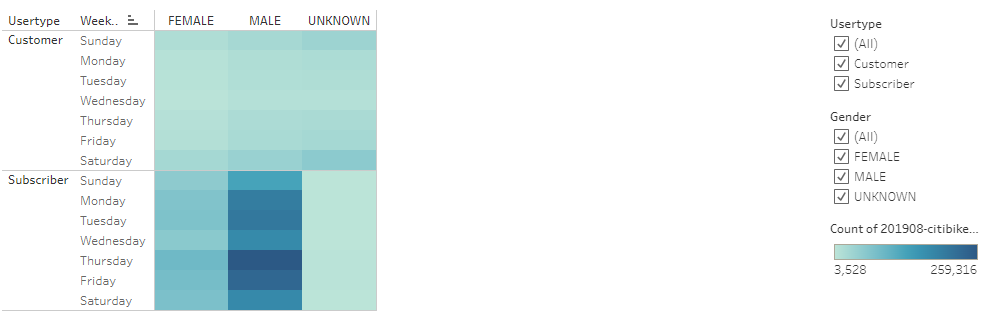 Usertype Week.. FEMALE MALE UNKNOWN
Customer Sunday
Monday
Tuesday
Wednesday
Thursday
Friday
Saturday
Subscriber Sunday
Monday
Tuesday
Wednesday
Thursday
Friday
Saturday
Usertype
(All)
Customer
Subscriber
Gender
(All)
FEMALE
MALE
UNKNOWN
Count of 201908-citibike...
3,528 259,316